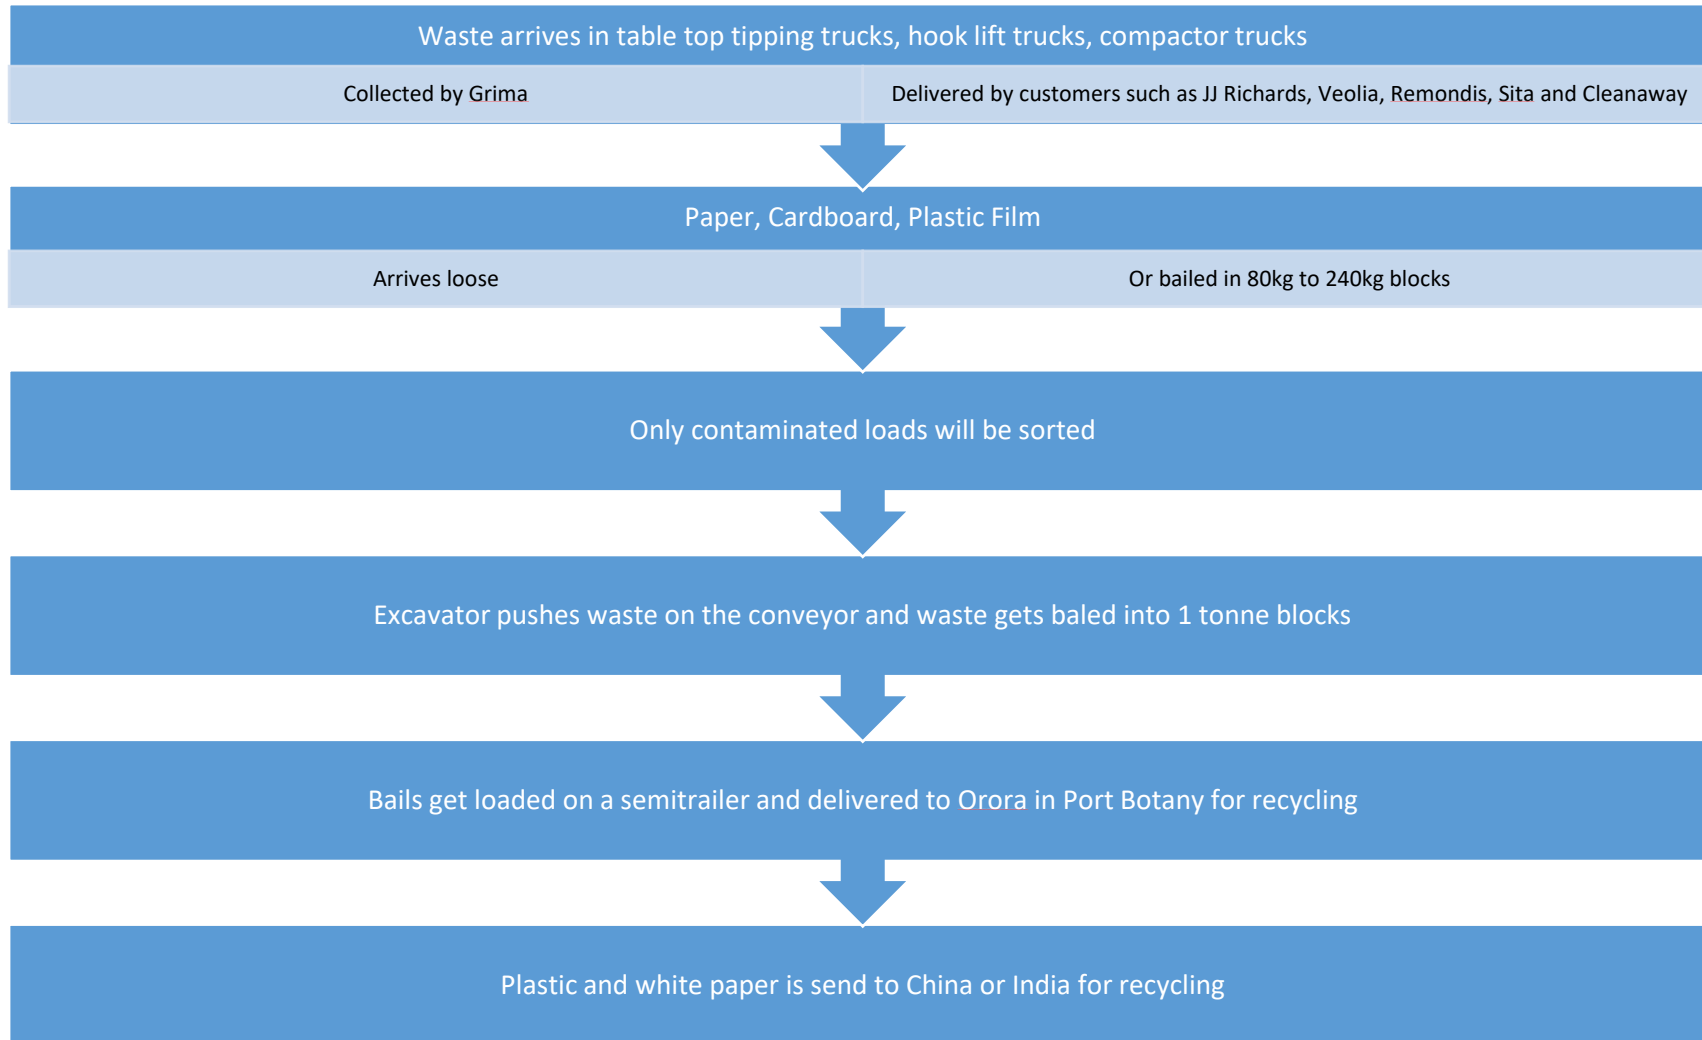 Waste arrives in table top tipping trucks, hook lift trucks, compactor trucks
Collected by Grima
Delivered by customers such as JJ Richards, Veolia, Remondis, Sita and Cleanaway
Paper, Cardboard, Plastic Film
Arrives loose
Or bailed in 80kg to 240kg blocks
Only contaminated loads will be sorted
Excavator pushes waste on the conveyor and waste gets baled into 1 tonne blocks
Bails get loaded on a semitrailer and delivered to Orora in Port Botany for recycling
Plastic and white paper is send to China or India for recycling